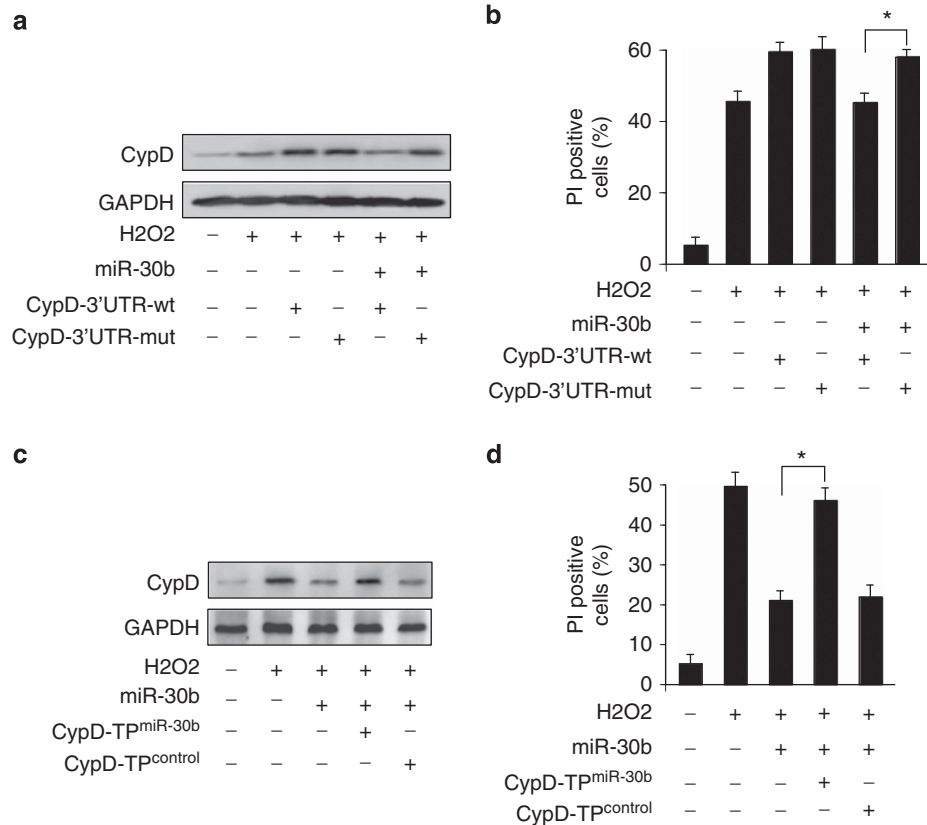 a
CypD
GAPDH
H2O2 – + + + + +
miR-30b – – – – + +
CypD-3'UTR-wt – – + – + –
CypD-3'UTR-mut – – – + – +
b
*
PI positive
cells (%)
60
40
20
0
H2O2 – + + + + +
miR-30b – – – – + +
CypD-3'UTR-wt – – + – + –
CypD-3'UTR-mut – – – + – +
c
CypD
GAPDH
H2O2 – + + + +
miR-30b – – + + +
CypD-TPmiR-30b – – – + –
CypD-TPcontrol – – – – +
d
*
PI positive
cells (%)
50
40
30
20
10
0
H2O2 – + + + +
miR-30b – – + + +
CypD-TPmiR-30b – – – + –
CypD-TPcontrol – – – – +